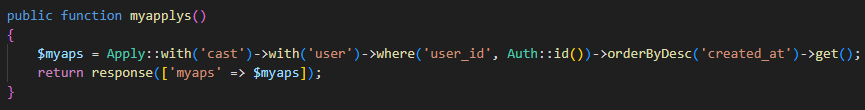 public function myapplys()
{
    $myaps = Apply::with('cast')->with('user')->where('user_id', Auth::id())->orderByDesc('created_at')->get();
    return response(['myaps' => $myaps]);
}